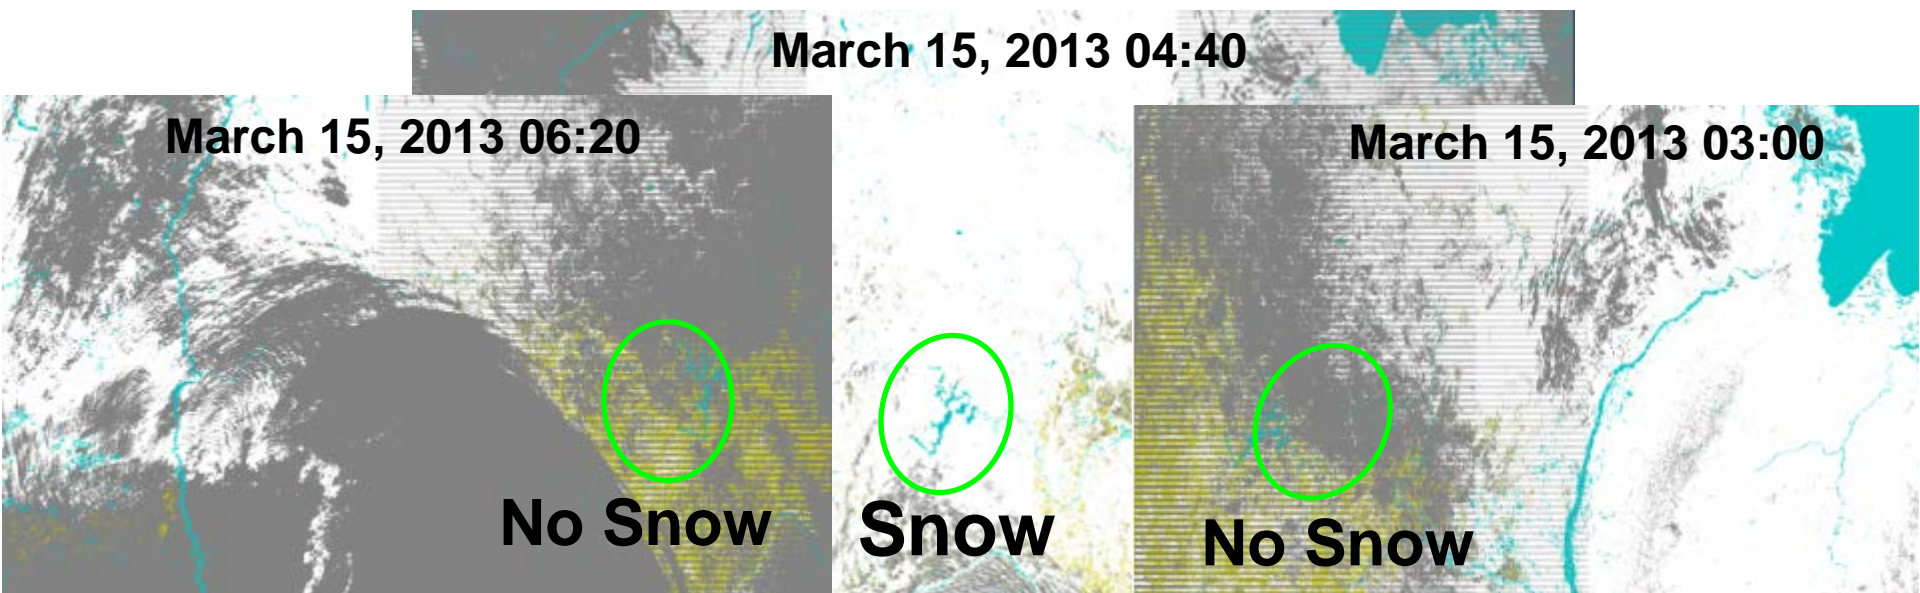 March 15, 2013 04:40
March 15, 2013 06:20
March 15, 2013 03:00
No Snow
Snow
No Snow